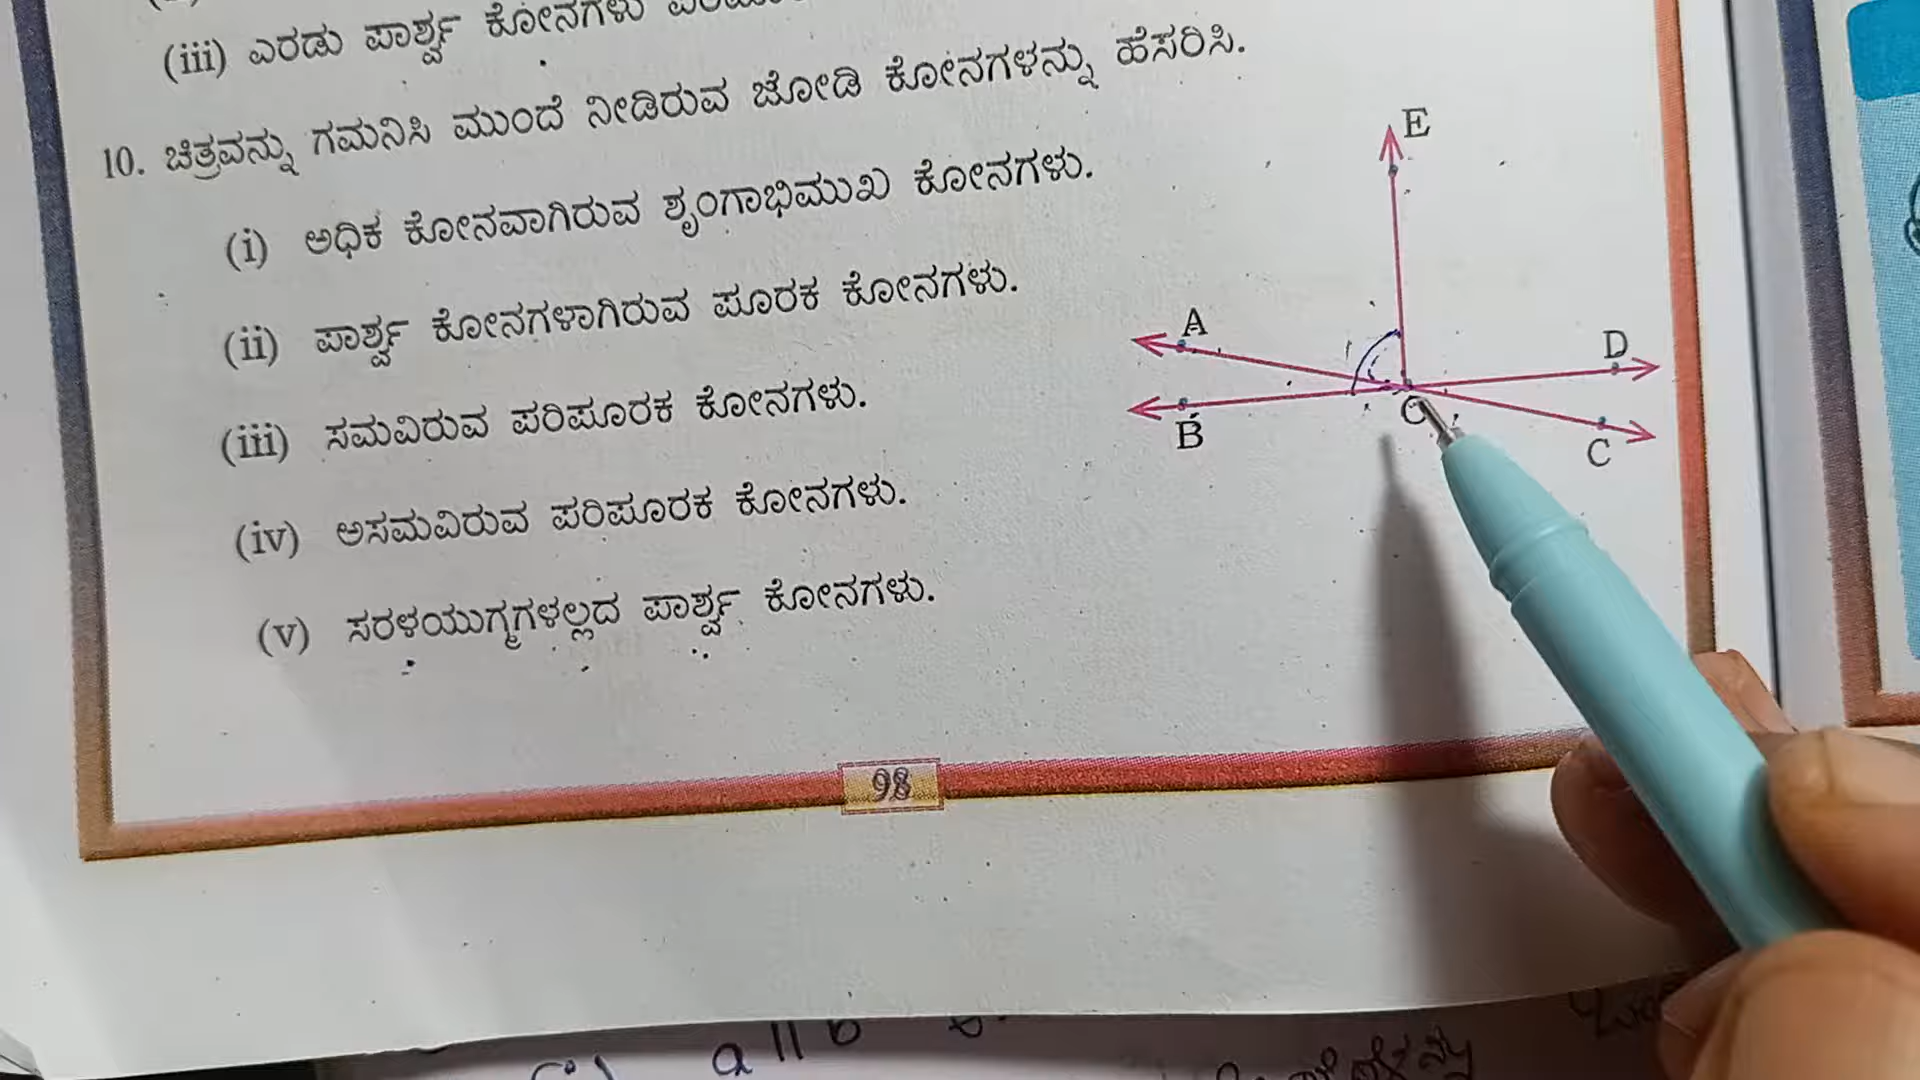 (iii) ಎರಡು ಪಾರ್ಶ್ವ ಕೋನಗಳು
10. ಚಿತ್ರವನ್ನು ಗಮನಿಸಿ ಮುಂದೆ ನೀಡಿರುವ ಜೋಡಿ ಕೋನಗಳನ್ನು ಹೆಸರಿಸಿ.
(i) ಅಧಿಕ ಕೋನವಾಗಿರುವ ಶೃಂಗಾಭಿಮುಖ ಕೋನಗಳು.
(ii) ಪಾರ್ಶ್ವ ಕೋನಗಳಾಗಿರುವ ಪೂರಕ ಕೋನಗಳು.
(iii) ಸಮವಿರುವ ಪರಿಪೂರಕ ಕೋನಗಳು.
(iv) ಅಸಮವಿರುವ ಪರಿಪೂರಕ ಕೋನಗಳು.
(v) ಸರಳಯುಗ್ಮಗಳಲ್ಲದ ಪಾರ್ಶ್ವ ಕೋನಗಳು.
E
A
D
B
C
98
a || b